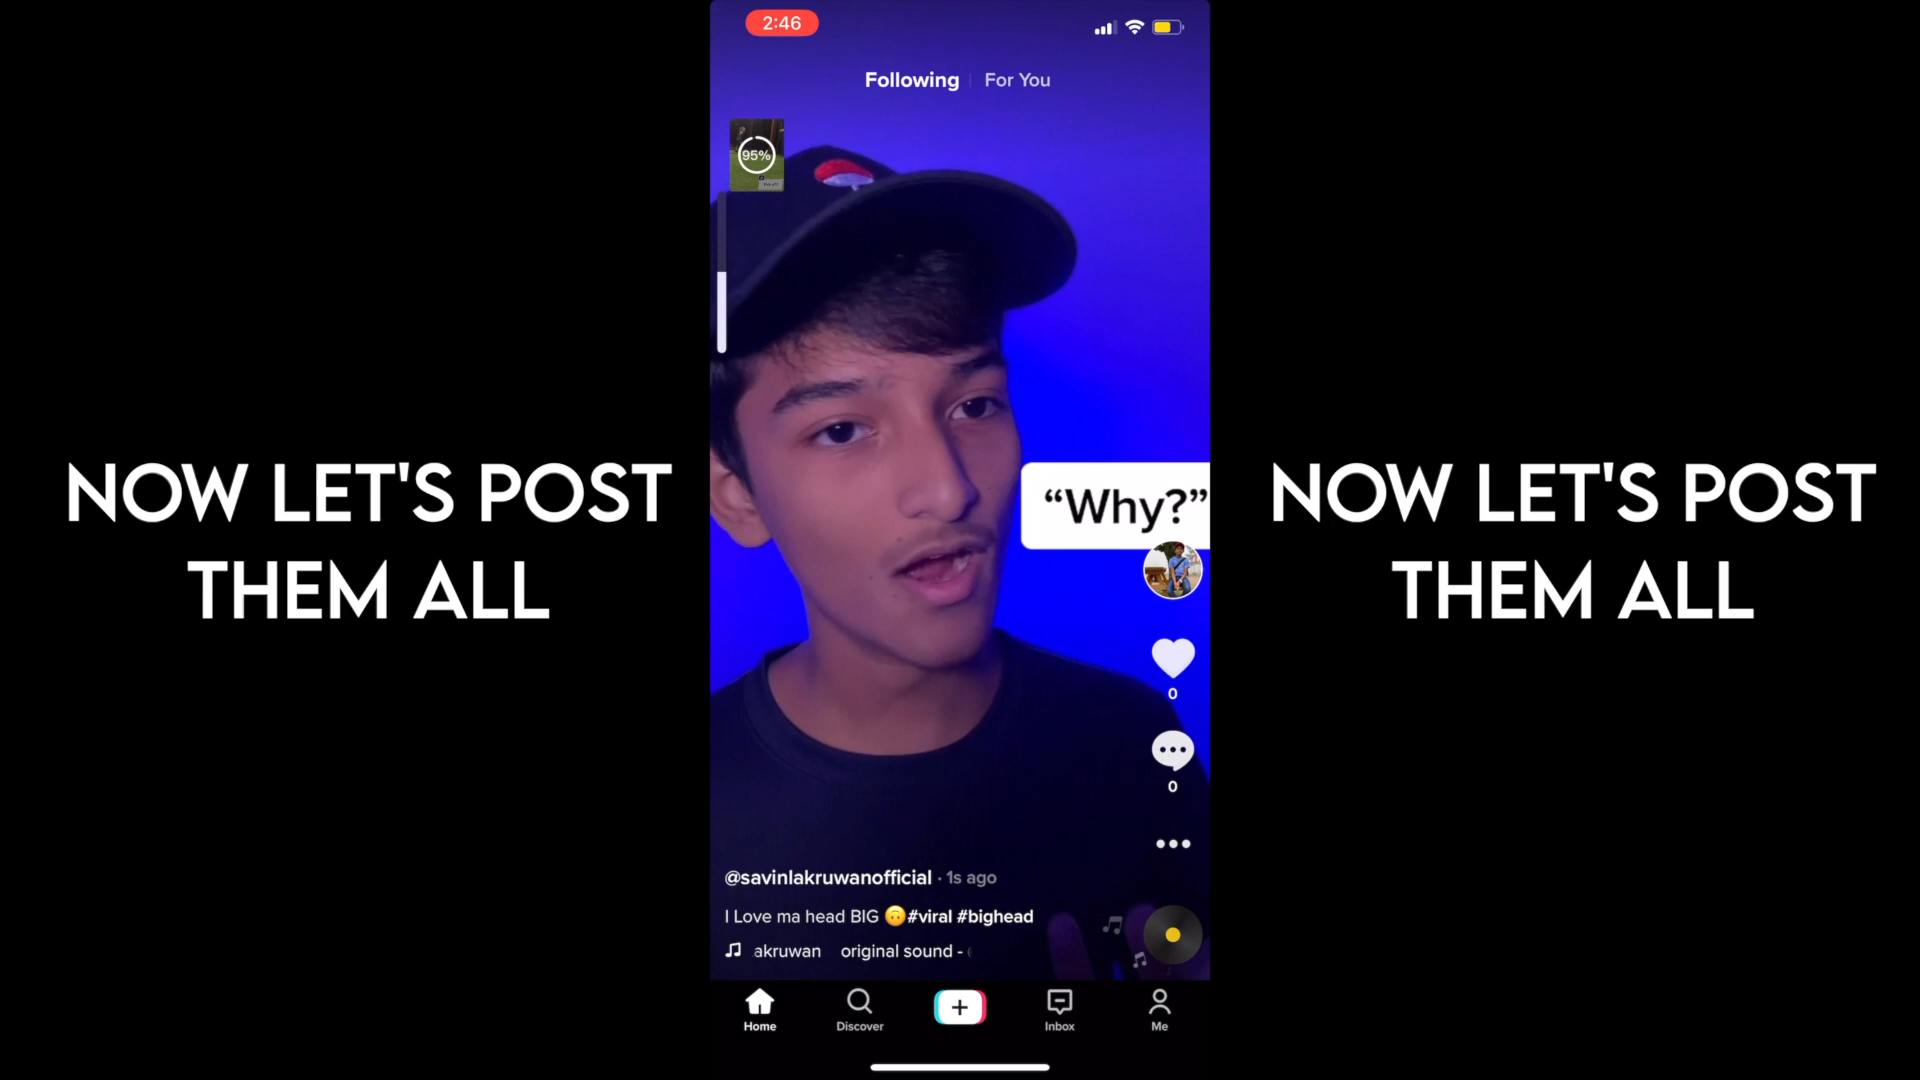 2:46
Following
For You
95%
NOW LET'S POST
THEM ALL
“Why?”
NOW LET'S POST
THEM ALL
0
0
@savinlakruwanofficial · 1s ago
I Love ma head BIG 🙃#viral #bighead
akruwan original sound -
Home
Discover
Inbox
Me